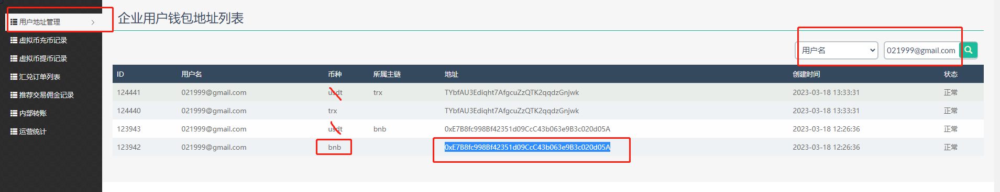 用户地址管理
虚拟币充币记录
虚拟币提币记录
汇兑订单列表
推荐交易佣金记录
内部转账
运营统计
企业用户钱包地址列表
用户名 021999@gmail.com
ID 用户名 币种 所属主链 地址 创建时间 状态
124441 021999@gmail.com usdt trx TYbfAU3Ediqht7AfgcuZzQTK2qqdzGnjwk 2023-03-18 13:33:31 正常
124440 021999@gmail.com trx TYbfAU3Ediqht7AfgcuZzQTK2qqdzGnjwk 2023-03-18 13:33:31 正常
123943 021999@gmail.com usdt bnb 0xE7B8fc998Bf42351d09CcC43b063e9B3c020d05A 2023-03-18 12:26:36 正常
123942 021999@gmail.com bnb 0xE7B8fc998Bf42351d09CcC43b063e9B3c020d05A 2023-03-18 12:26:36 正常